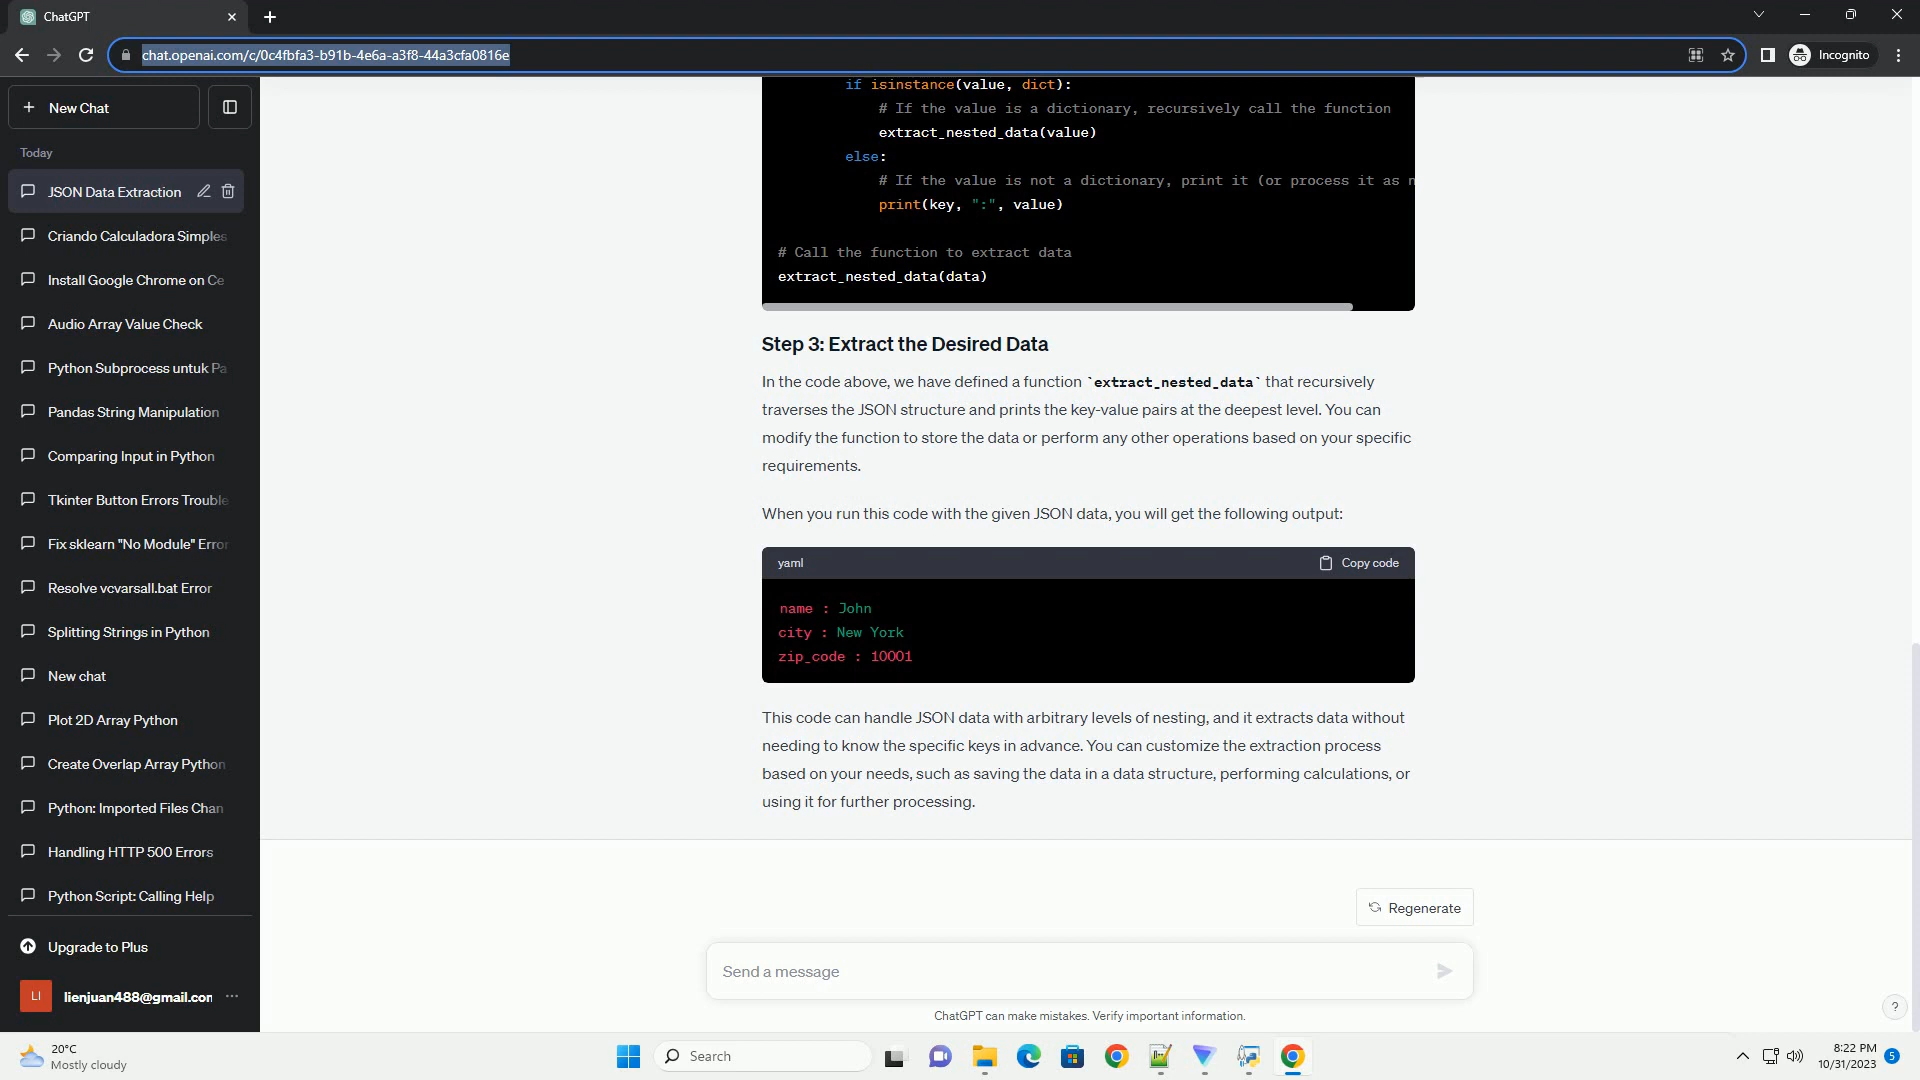 ChatGPT
chat.openai.com/c/0c4fbfa3-b91b-4e6a-a3f8-44a3cfa0816e
Incognito
New Chat
Today
JSON Data Extraction
Criando Calculadora Simples
Install Google Chrome on Ce
Audio Array Value Check
Python Subprocess untuk Pa
Pandas String Manipulation
Comparing Input in Python
Tkinter Button Errors Trouble
Fix sklearn "No Module" Error
Resolve vcvarsall.bat Error
Splitting Strings in Python
New chat
Plot 2D Array Python
Create Overlap Array Python
Python: Imported Files Chan
Handling HTTP 500 Errors
Python Script: Calling Help
Upgrade to Plus
LI
lienjuan488@gmail.con
if isinstance(value, dict):
# If the value is a dictionary, recursively call the function
extract_nested_data(value)
else:
# If the value is not a dictionary, print it (or process it as n
print(key, ":", value)
# Call the function to extract data
extract_nested_data(data)
Step 3: Extract the Desired Data
In the code above, we have defined a function `extract_nested_data` that recursively
traverses the JSON structure and prints the key-value pairs at the deepest level. You can
modify the function to store the data or perform any other operations based on your specific
requirements.
When you run this code with the given JSON data, you will get the following output:
yaml
Copy code
name : John
city : New York
zip_code : 10001
This code can handle JSON data with arbitrary levels of nesting, and it extracts data without
needing to know the specific keys in advance. You can customize the extraction process
based on your needs, such as saving the data in a data structure, performing calculations, or
using it for further processing.
Regenerate
Send a message
ChatGPT can make mistakes. Verify important information.
?
20°C
Mostly cloudy
Search
8:22 PM
10/31/2023
5